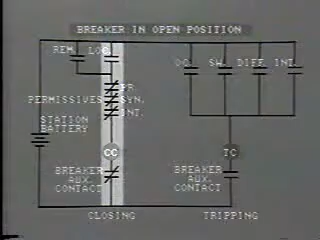 BREAKER IN OPEN POSITION
REM. LOC.
OC. SW. DIFF. INT.
PR.
PERMISSIVES SYN.
INT.
STATION
BATTERY
CC TC
BREAKER
AUX.
CONTACT
BREAKER
AUX.
CONTACT
CLOSING TRIPPING